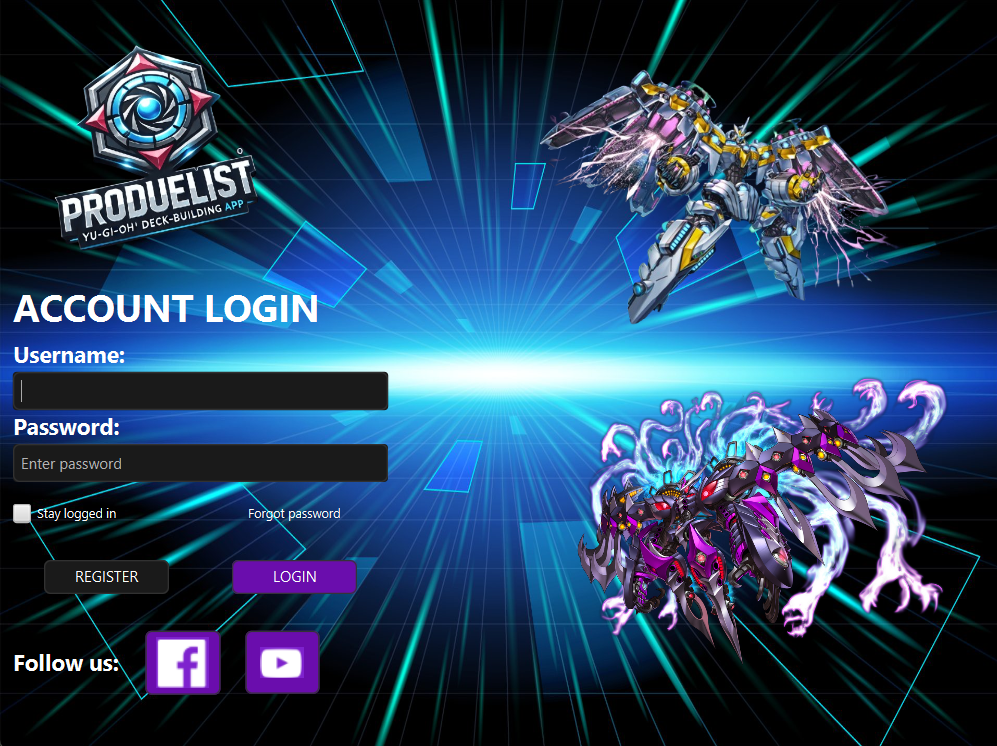 PRODUELIST
YU-GI-OH' DECK-BUILDING APP
ACCOUNT LOGIN
Username:
Password:
Enter password
Stay logged in
Forgot password
REGISTER
LOGIN
Follow us: